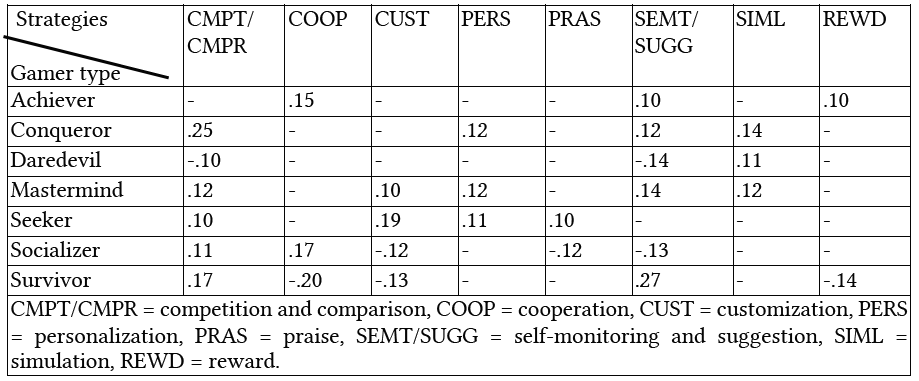 Strategies CMPT/ COOP CUST PERS PRAS SEMT/ SIML REWD
CMPR SUGG
Gamer type
Achiever - .15 - - - .10 - .10
Conqueror .25 - - .12 - .12 .14 -
Daredevil -.10 - - - - -.14 .11 -
Mastermind .12 - .10 .12 - .14 .12 -
Seeker .10 - .19 .11 .10 - - -
Socializer .11 .17 -.12 - -.12 -.13 - -
Survivor .17 -.20 -.13 - - .27 - -.14
CMPT/CMPR = competition and comparison, COOP = cooperation, CUST = customization, PERS
= personalization, PRAS = praise, SEMT/SUGG = self-monitoring and suggestion, SIML =
simulation, REWD = reward.